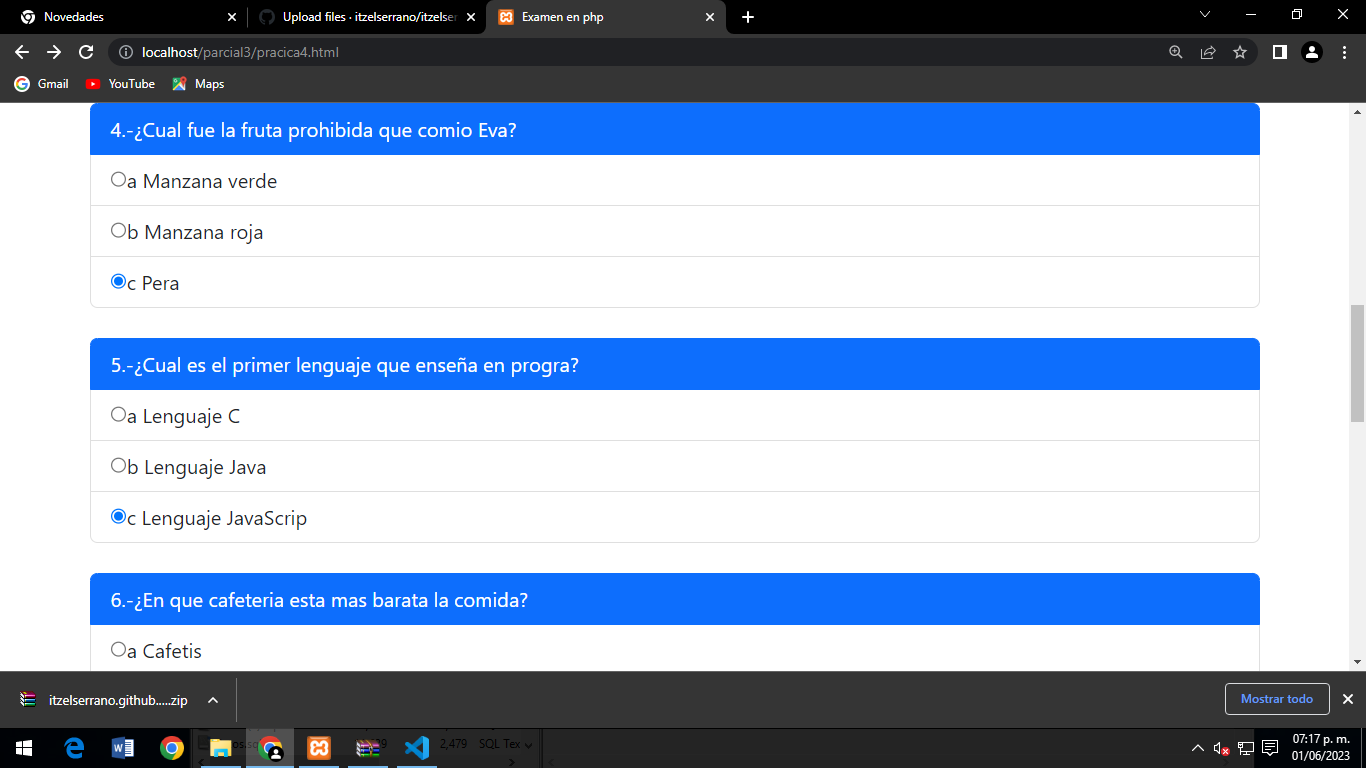 Novedades
Upload files · itzelserrano/itzelser
Examen en php
localhost/parcial3/pracica4.html
Gmail
YouTube
Maps
4.-¿Cual fue la fruta prohibida que comio Eva?
a Manzana verde
b Manzana roja
c Pera
5.-¿Cual es el primer lenguaje que enseña en progra?
a Lenguaje C
b Lenguaje Java
c Lenguaje JavaScrip
6.-¿En que cafeteria esta mas barata la comida?
a Cafetis
itzelserrano.github.....zip
Mostrar todo
2,479 SQL Tex
07:17 p. m.
01/06/2023